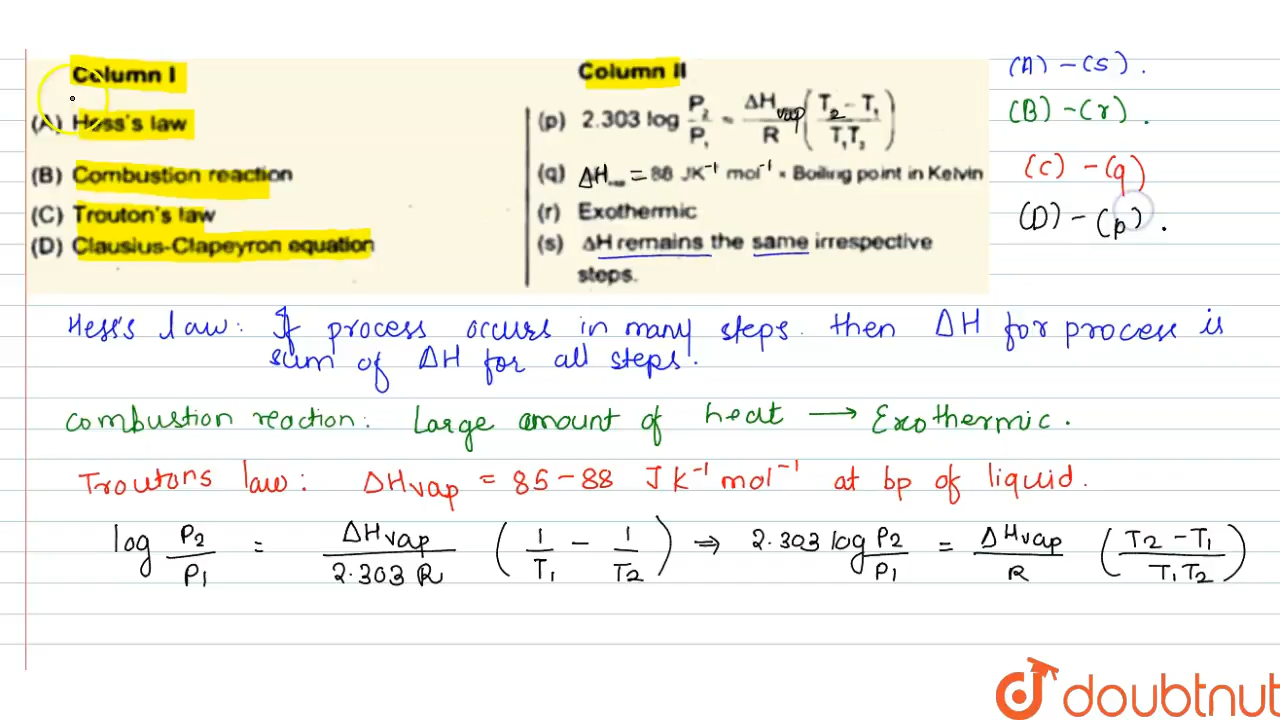 Column I Column II (A) – (s).
(A) Hess's law (p) 2.303 log P₂/P₁ = ΔHvap/R (T₂ – T₁/T₁T₂) (B) – (r).
(B) Combustion reaction (q) ΔH = 88 JK⁻¹ mol⁻¹ × Boiling point in Kelvin (C) – (q)
(C) Trouton's law (r) Exothermic (D) – (p).
(D) Clausius-Clapeyron equation (s) ΔH remains the same irrespective
steps.
Hess's law: If process occurs in many steps. then ΔH for process is
sum of ΔH for all steps.
Combustion reaction: Large amount of heat → Exothermic.
Troutons law: ΔHvap = 85 – 88 JK⁻¹ mol⁻¹ at bp of liquid.
log P₂/P₁ = ΔHvap/2.303 R (1/T₁ – 1/T₂) ⇒ 2.303 log P₂/P₁ = ΔHvap/R (T₂ – T₁/T₁T₂)
doubtnut